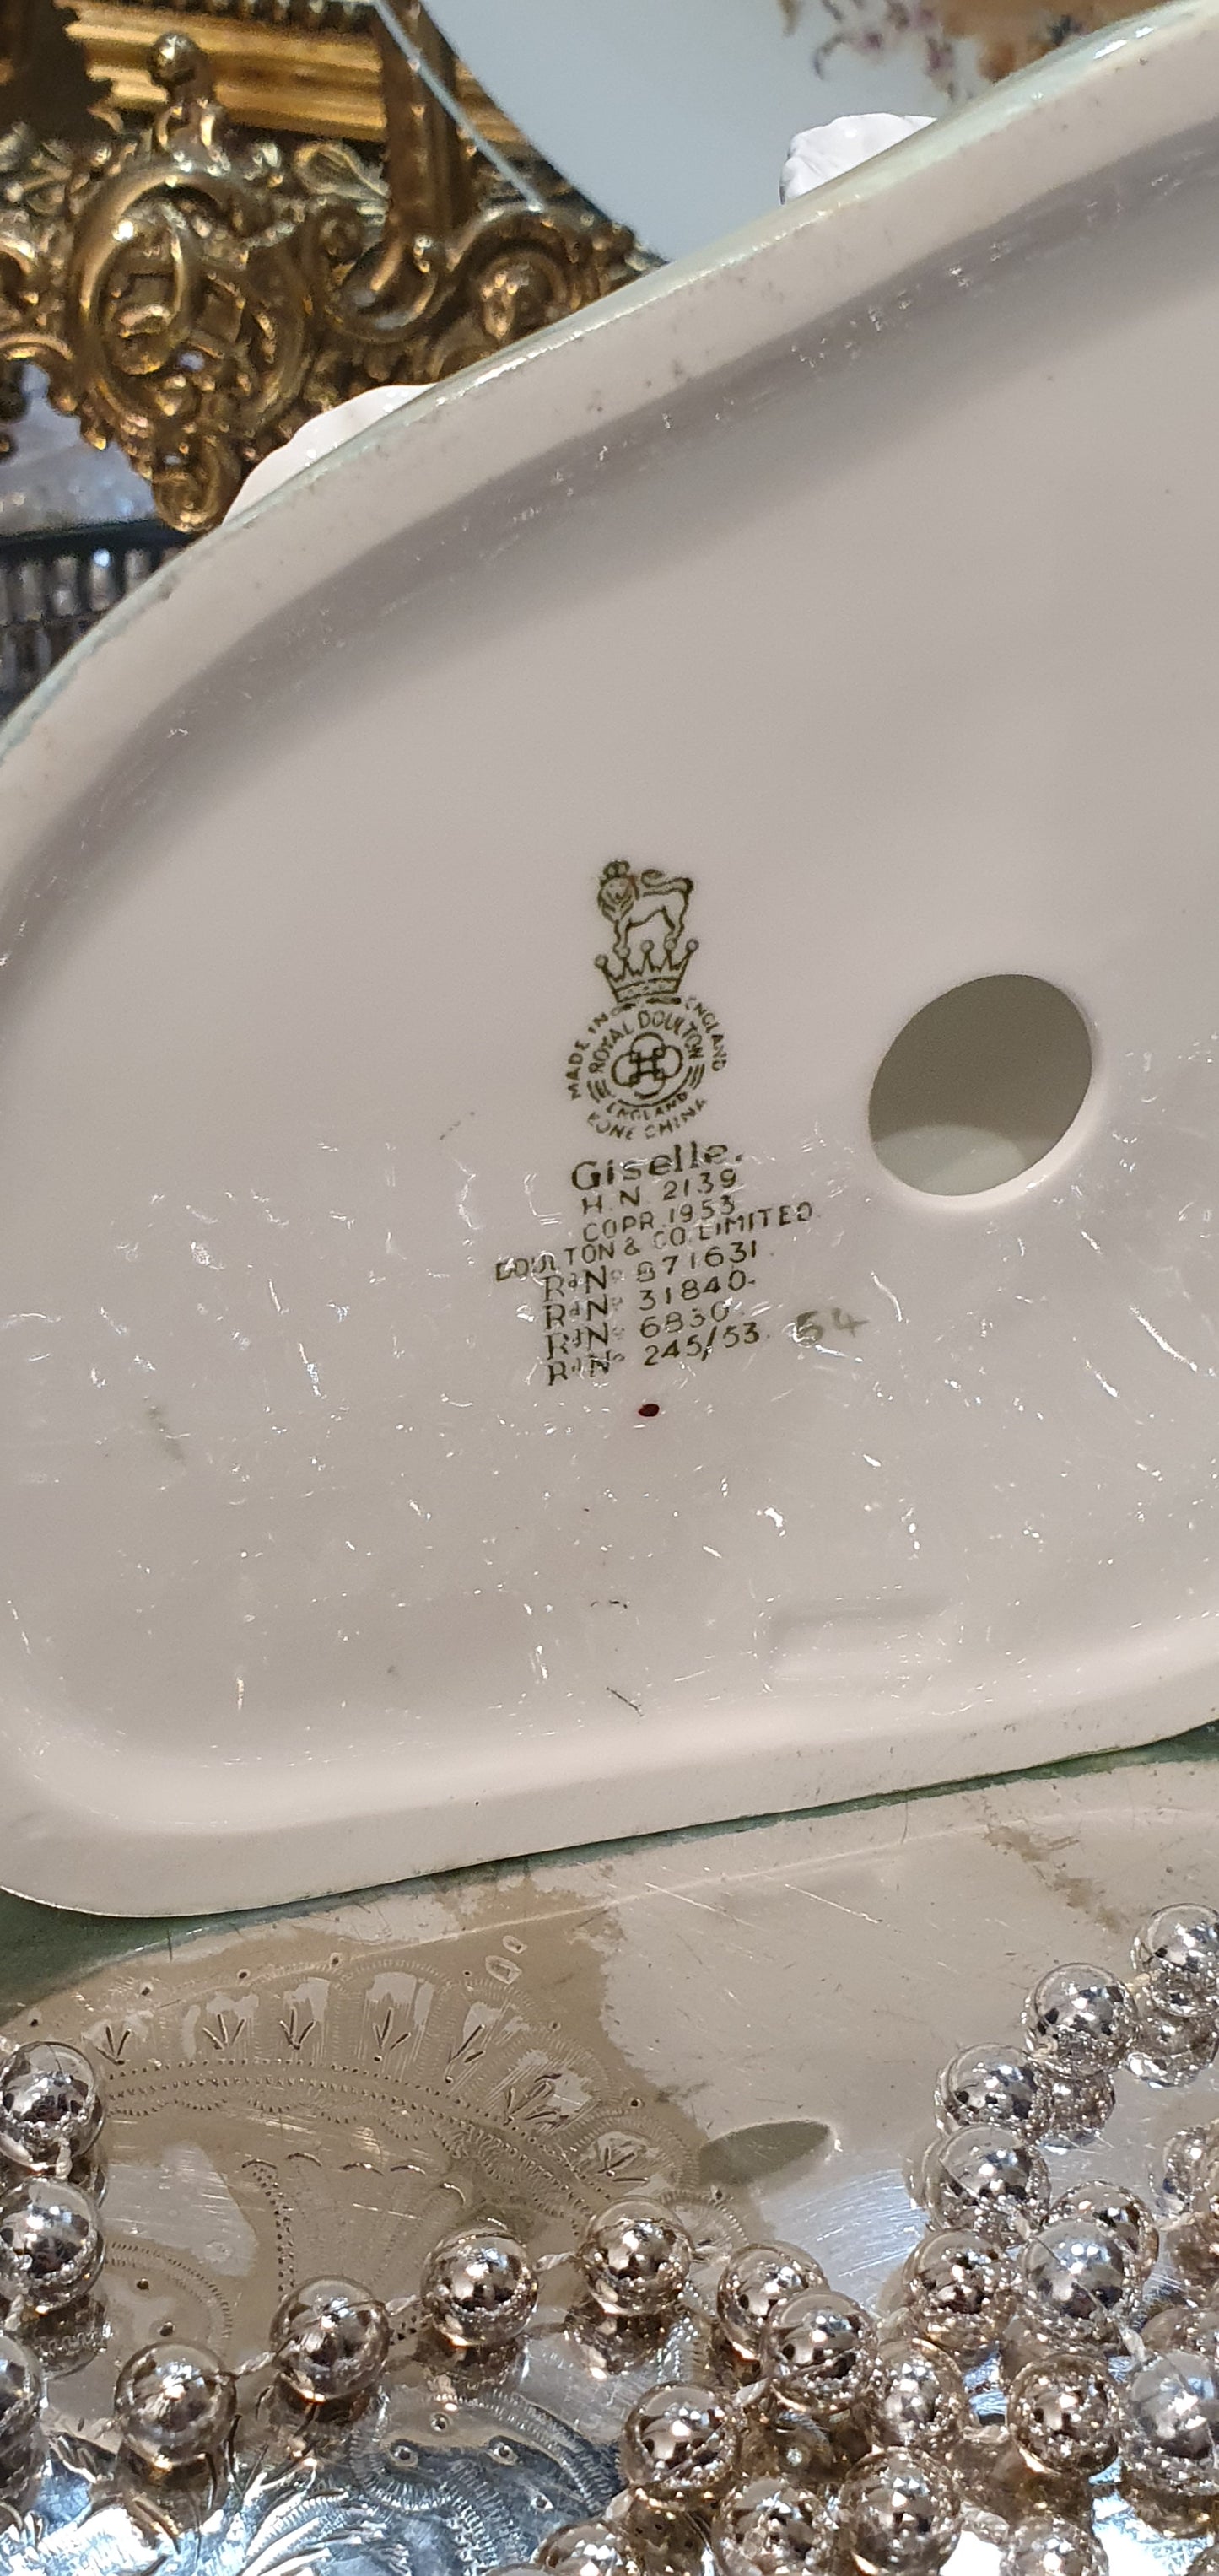 MADE IN ENGLAND
ROYAL DOULTON
ENGLAND
BONE CHINA
Giselle.
H.N. 2139
COPR. 1953
DOULTON & CO. LIMITED.
Rd No 871631.
Rd No 31840.
Rd No 6830.
Rd No 245/53. 54